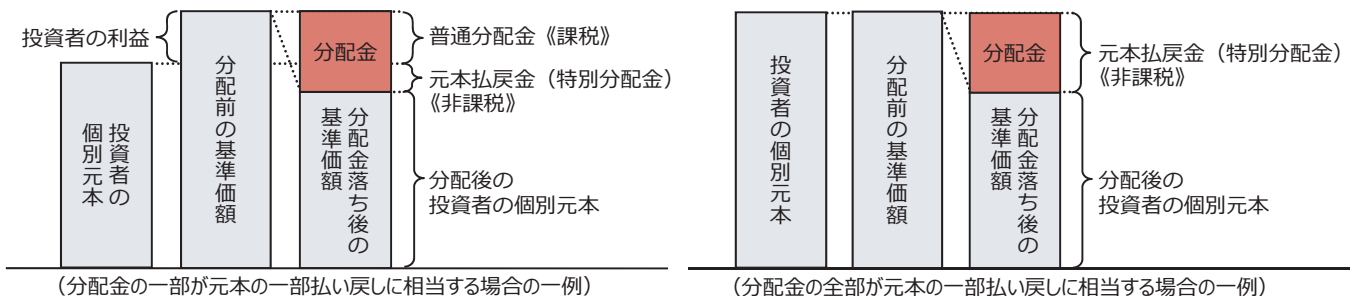 投資者の利益
投資者の
個別元本
分配前の基準価額
分配金
分配金落ち後の
基準価額
普通分配金《課税》
元本払戻金（特別分配金）
《非課税》
分配後の
投資者の個別元本
（分配金の一部が元本の一部払い戻しに相当する場合の一例）
投資者の個別元本
分配前の基準価額
分配金
分配金落ち後の
基準価額
元本払戻金（特別分配金）
《非課税》
分配後の
投資者の個別元本
（分配金の全部が元本の一部払い戻しに相当する場合の一例）